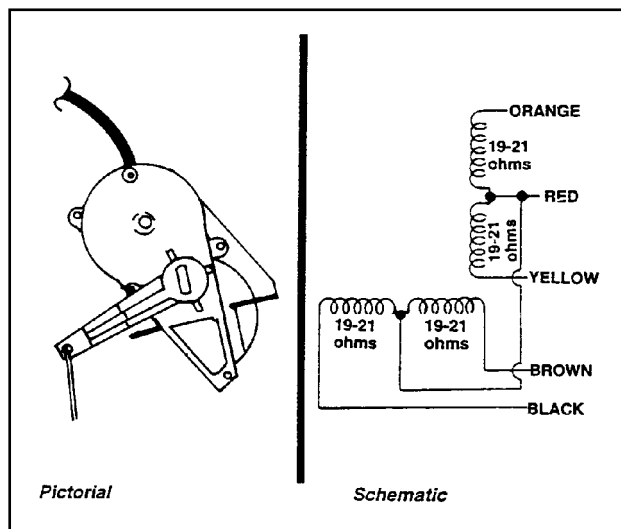 ORANGE
19-21
ohms
RED
19-21
ohms
YELLOW
19-21
ohms
19-21
ohms
BROWN
BLACK
Pictorial
Schematic